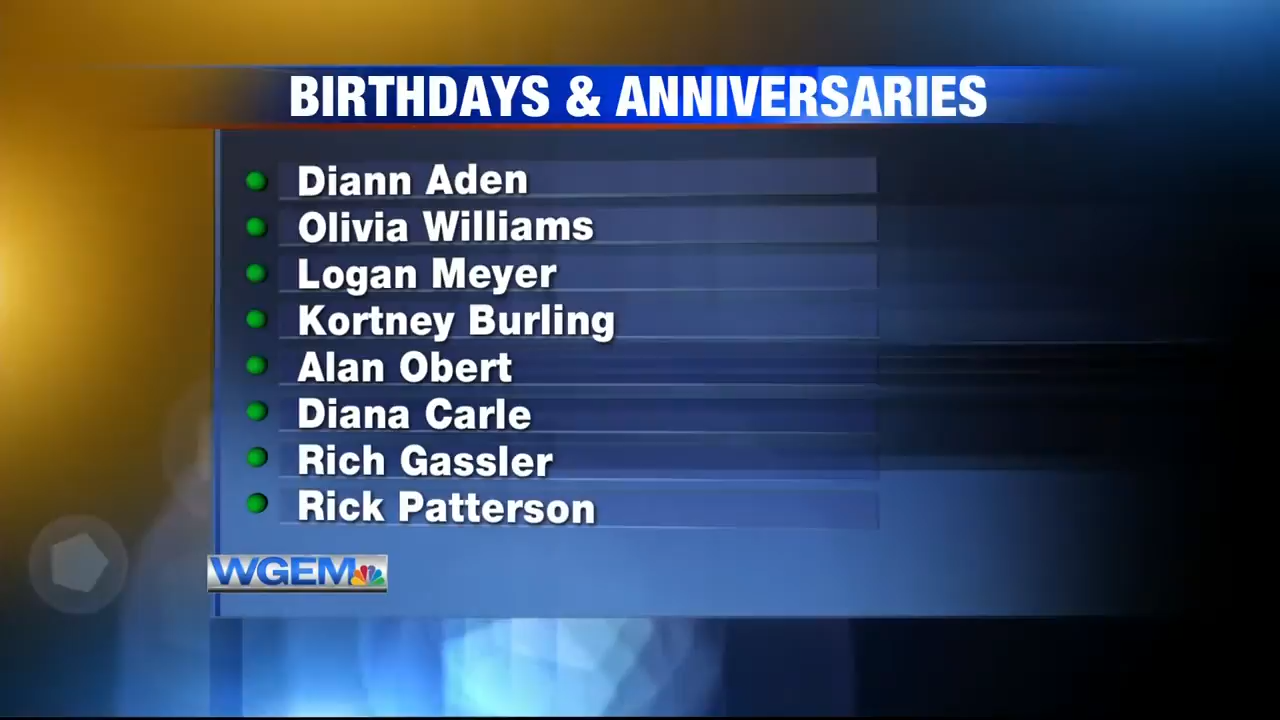 BIRTHDAYS & ANNIVERSARIES
Diann Aden
Olivia Williams
Logan Meyer
Kortney Burling
Alan Obert
Diana Carle
Rich Gassler
Rick Patterson
WGEM